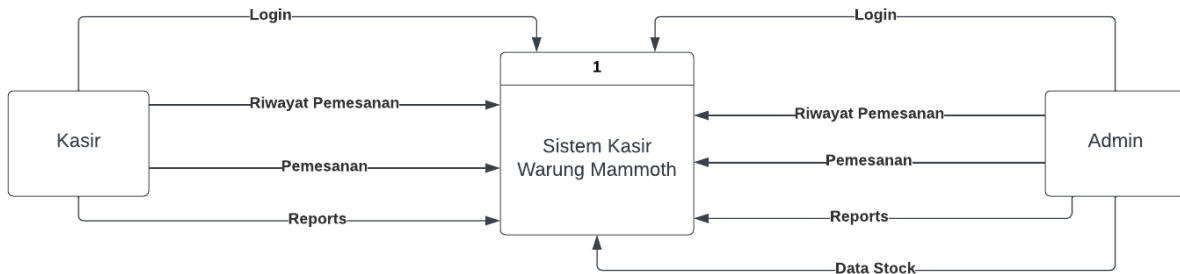 Login
Login
1
Riwayat Pemesanan
Riwayat Pemesanan
Kasir
Sistem Kasir
Warung Mammoth
Admin
Pemesanan
Pemesanan
Reports
Reports
Data Stock